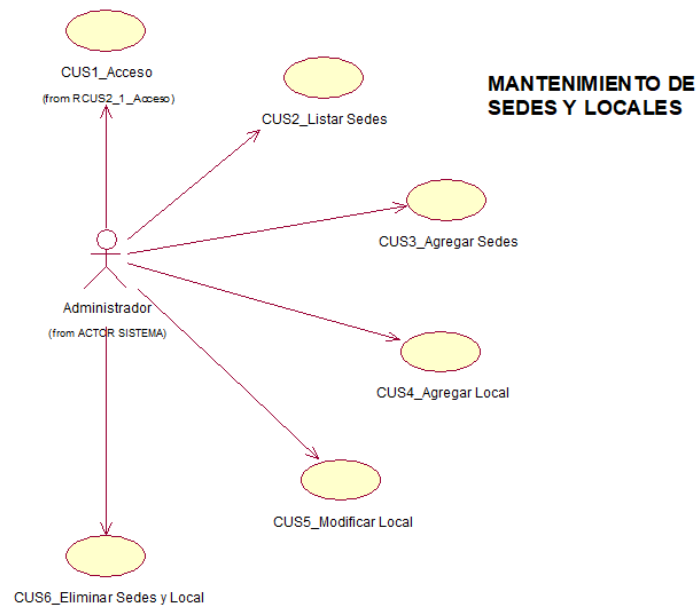 CUS1_Acceso
(from RCUS2_1_Acceso)
CUS2_Listar Sedes
MANTENIMIENTO DE
SEDES Y LOCALES
CUS3_Agregar Sedes
Administrador
(from ACTOR SISTEMA)
CUS4_Agregar Local
CUS5_Modificar Local
CUS6_Eliminar Sedes y Local